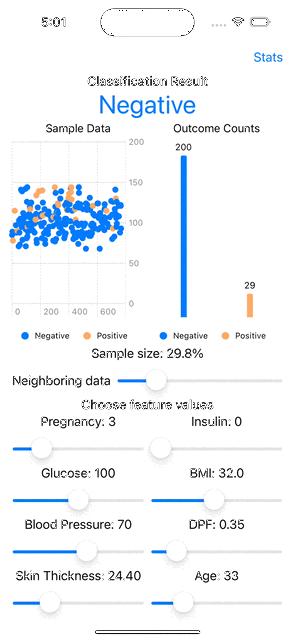 5:01
Stats
Classification Result
Negative
Sample Data Outcome Counts
200
150
100
50
0
0 200 400 600
200
29
Negative Positive Negative Positive
Sample size: 29.8%
Neighboring data
Choose feature values
Pregnancy: 3 Insulin: 0
Glucose: 100 BMI: 32.0
Blood Pressure: 70 DPF: 0.35
Skin Thickness: 24.40 Age: 33